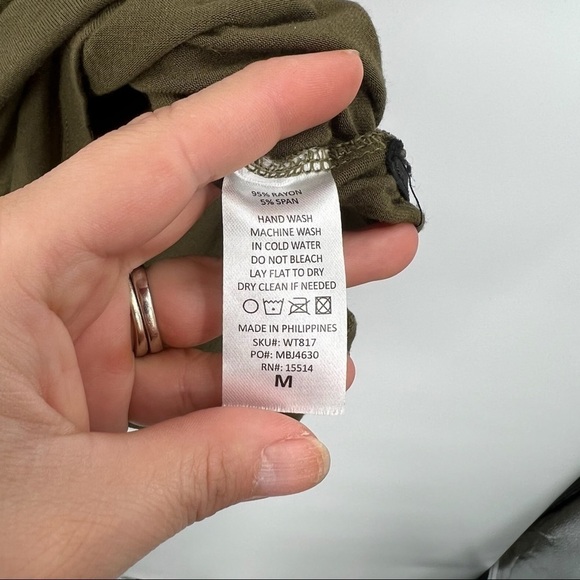 95% RAYON
5% SPAN
HAND WASH
MACHINE WASH
IN COLD WATER
DO NOT BLEACH
LAY FLAT TO DRY
DRY CLEAN IF NEEDED
MADE IN PHILIPPINES
SKU#: WT817
PO#: MBJ4630
RN#: 15514
M